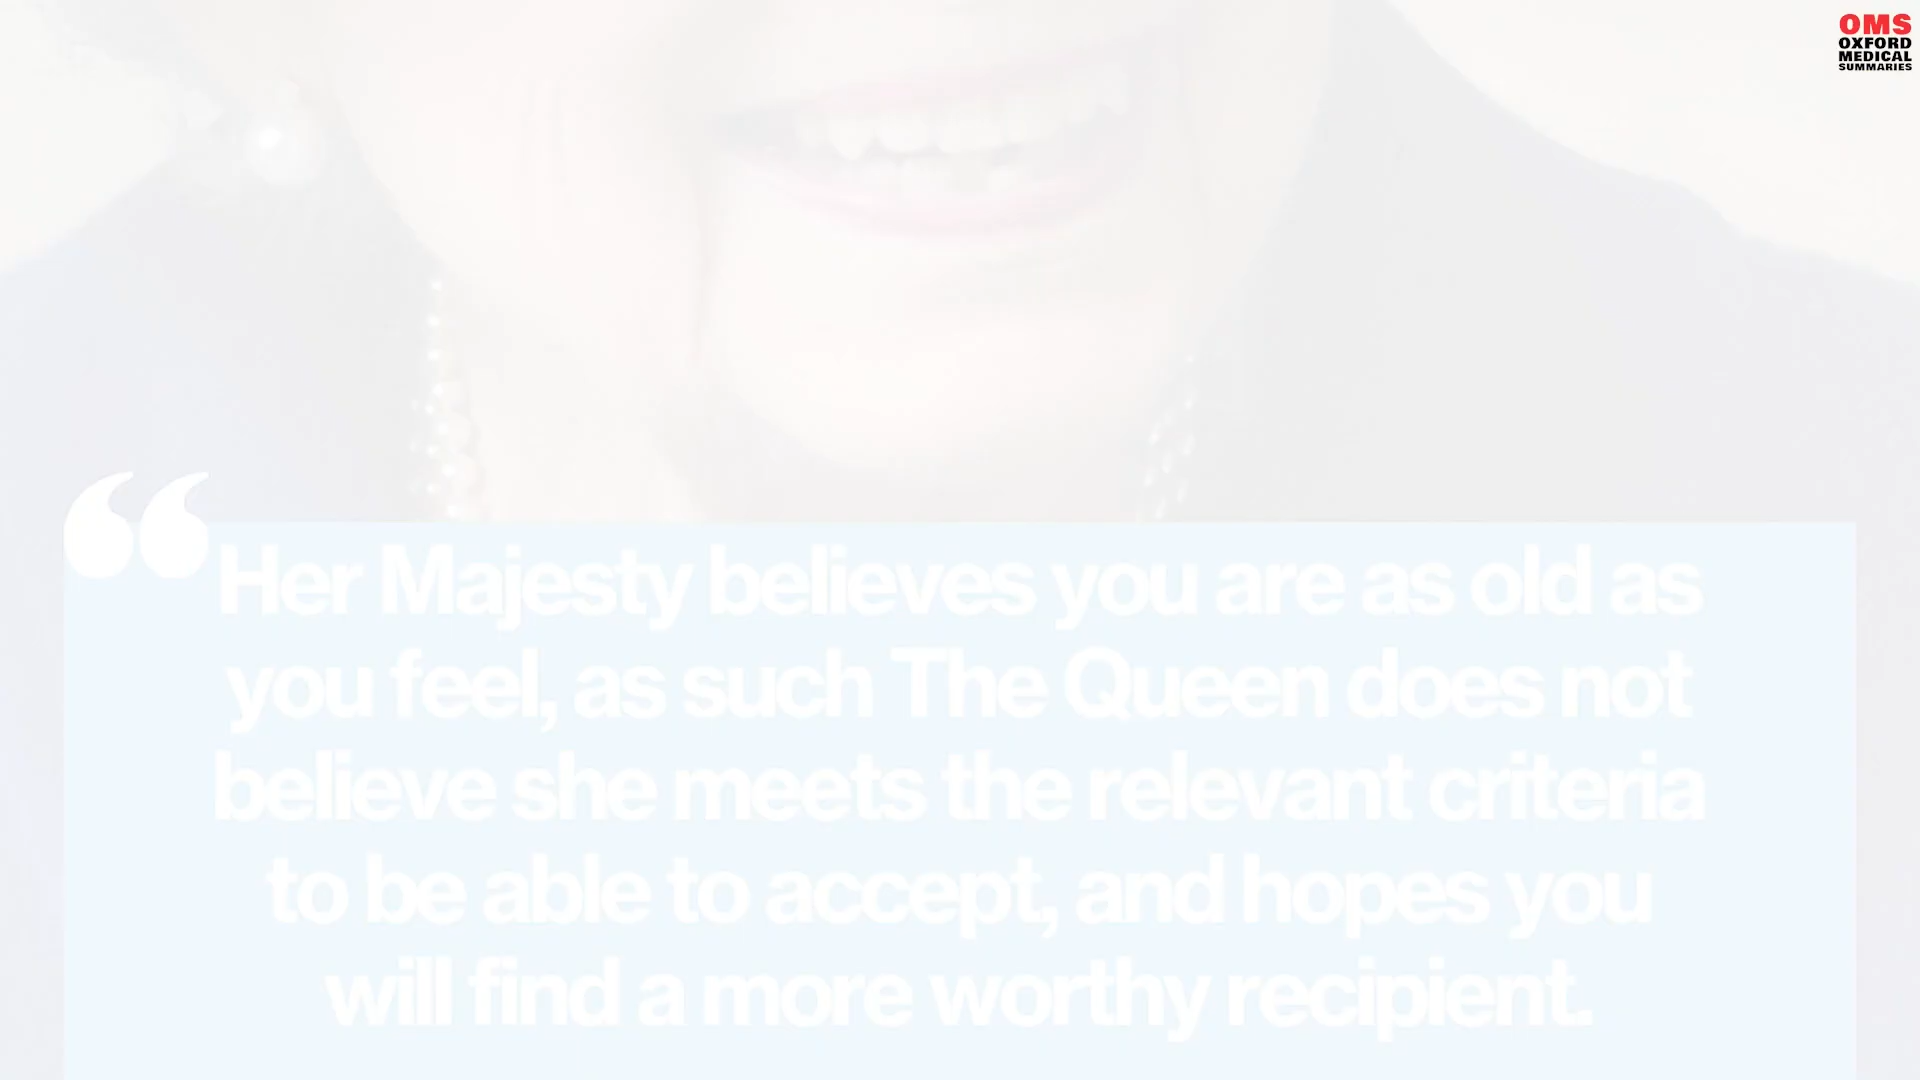 OMS
OXFORD
MEDICAL
SUMMARIES
“Her Majesty believes you are as old as
you feel, as such The Queen does not
believe she meets the relevant criteria
to be able to accept, and hopes you
will find a more worthy recipient.